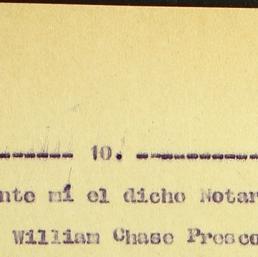 ---------- 10. ----------
nte mí el dicho Notar
William Chase Presco